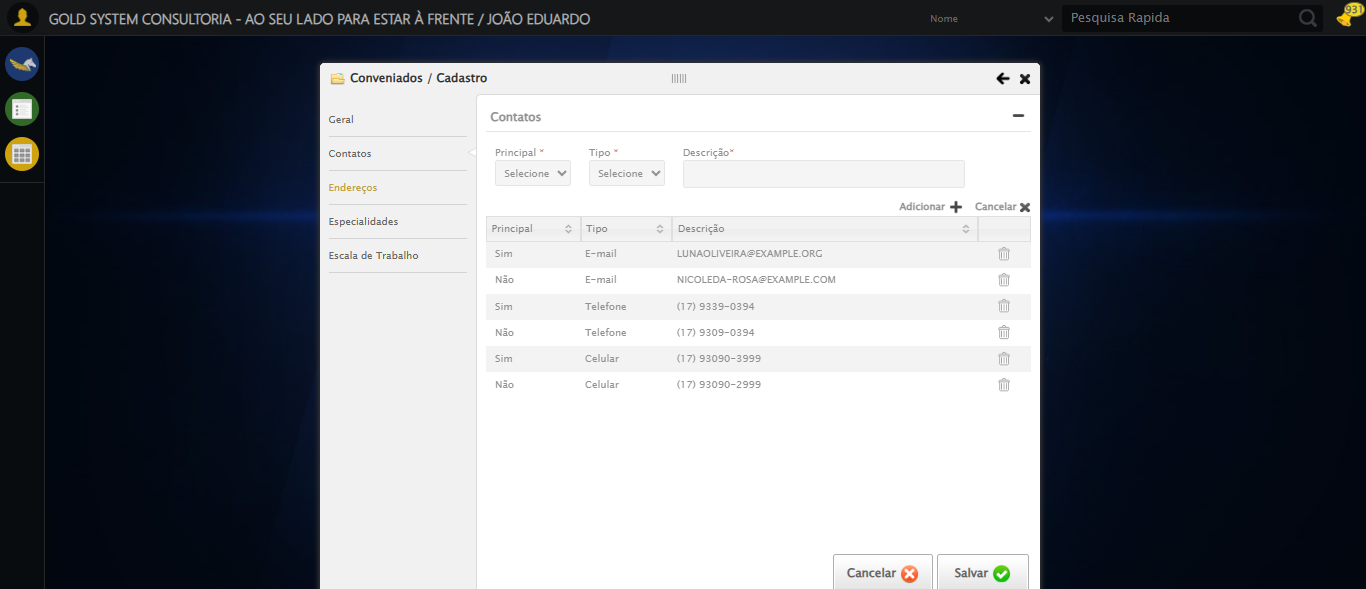 GOLD SYSTEM CONSULTORIA - AO SEU LADO PARA ESTAR À FRENTE / JOÃO EDUARDO
Nome
Pesquisa Rapida
931
Conveniados / Cadastro
Geral
Contatos
Endereços
Especialidades
Escala de Trabalho
Contatos
Principal * Tipo * Descrição*
Selecione Selecione
Adicionar Cancelar
Principal Tipo Descrição
Sim E-mail LUNAOLIVEIRA@EXAMPLE.ORG
Não E-mail NICOLEDA-ROSA@EXAMPLE.COM
Sim Telefone (17) 9339-0394
Não Telefone (17) 9309-0394
Sim Celular (17) 93090-3999
Não Celular (17) 93090-2999
Cancelar Salvar